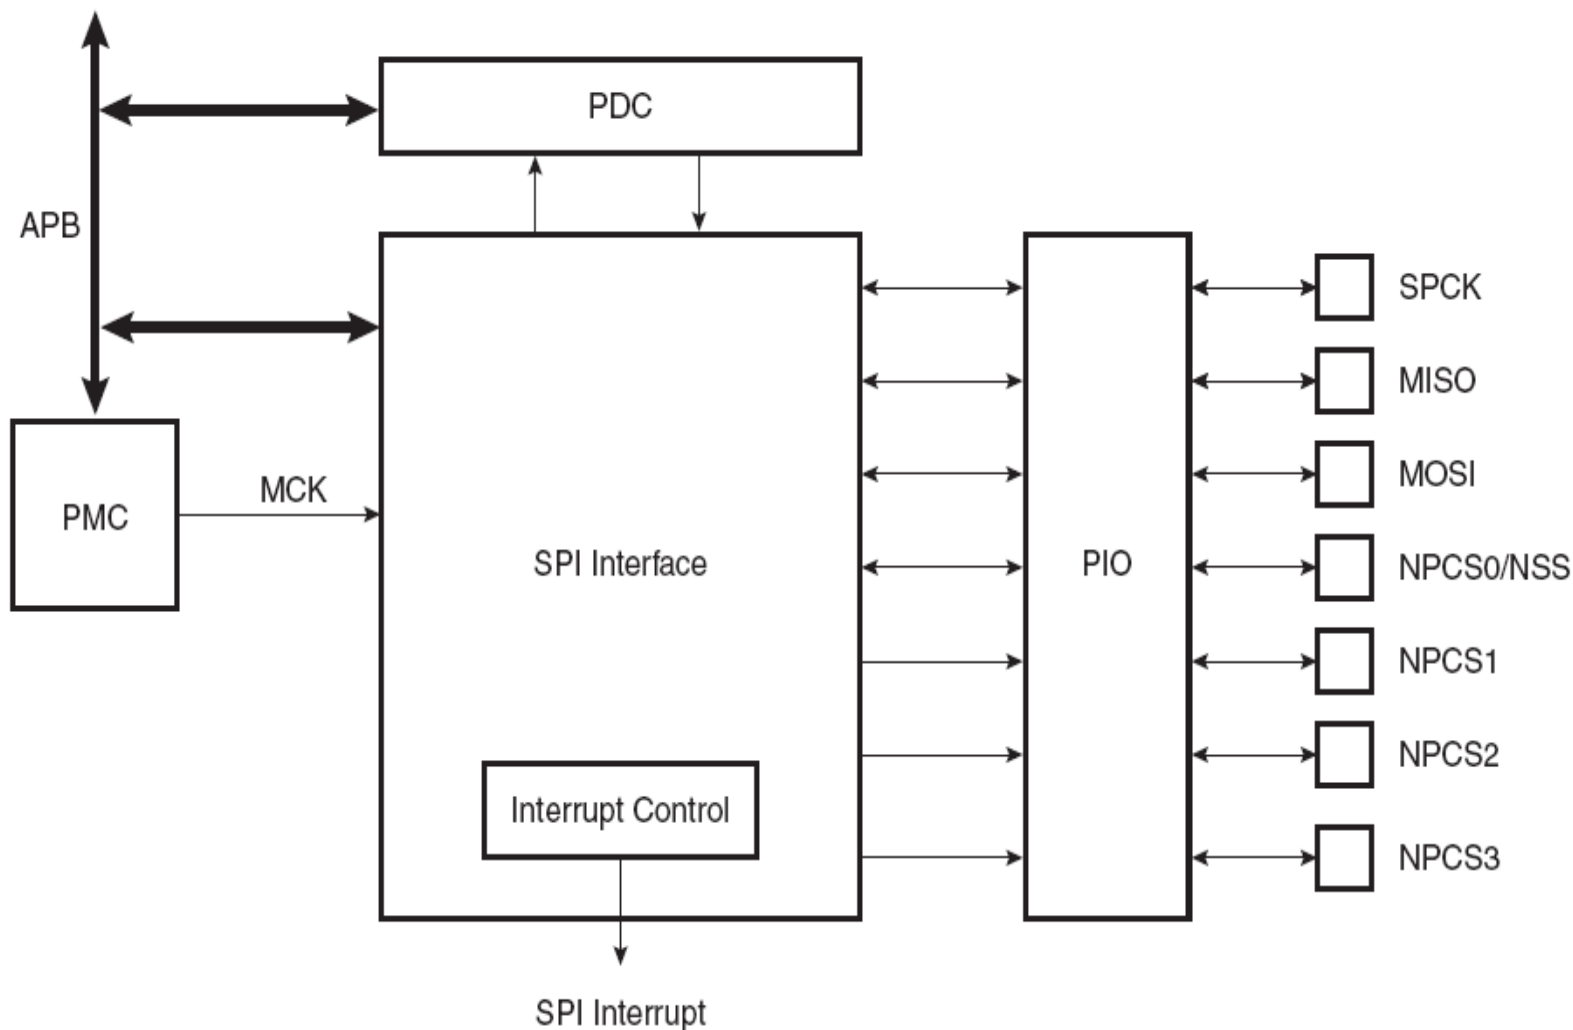 PDC
APB
SPCK
MISO
MOSI
MCK
PMC
SPI Interface
PIO
NPCS0/NSS
NPCS1
NPCS2
Interrupt Control
NPCS3
SPI Interrupt